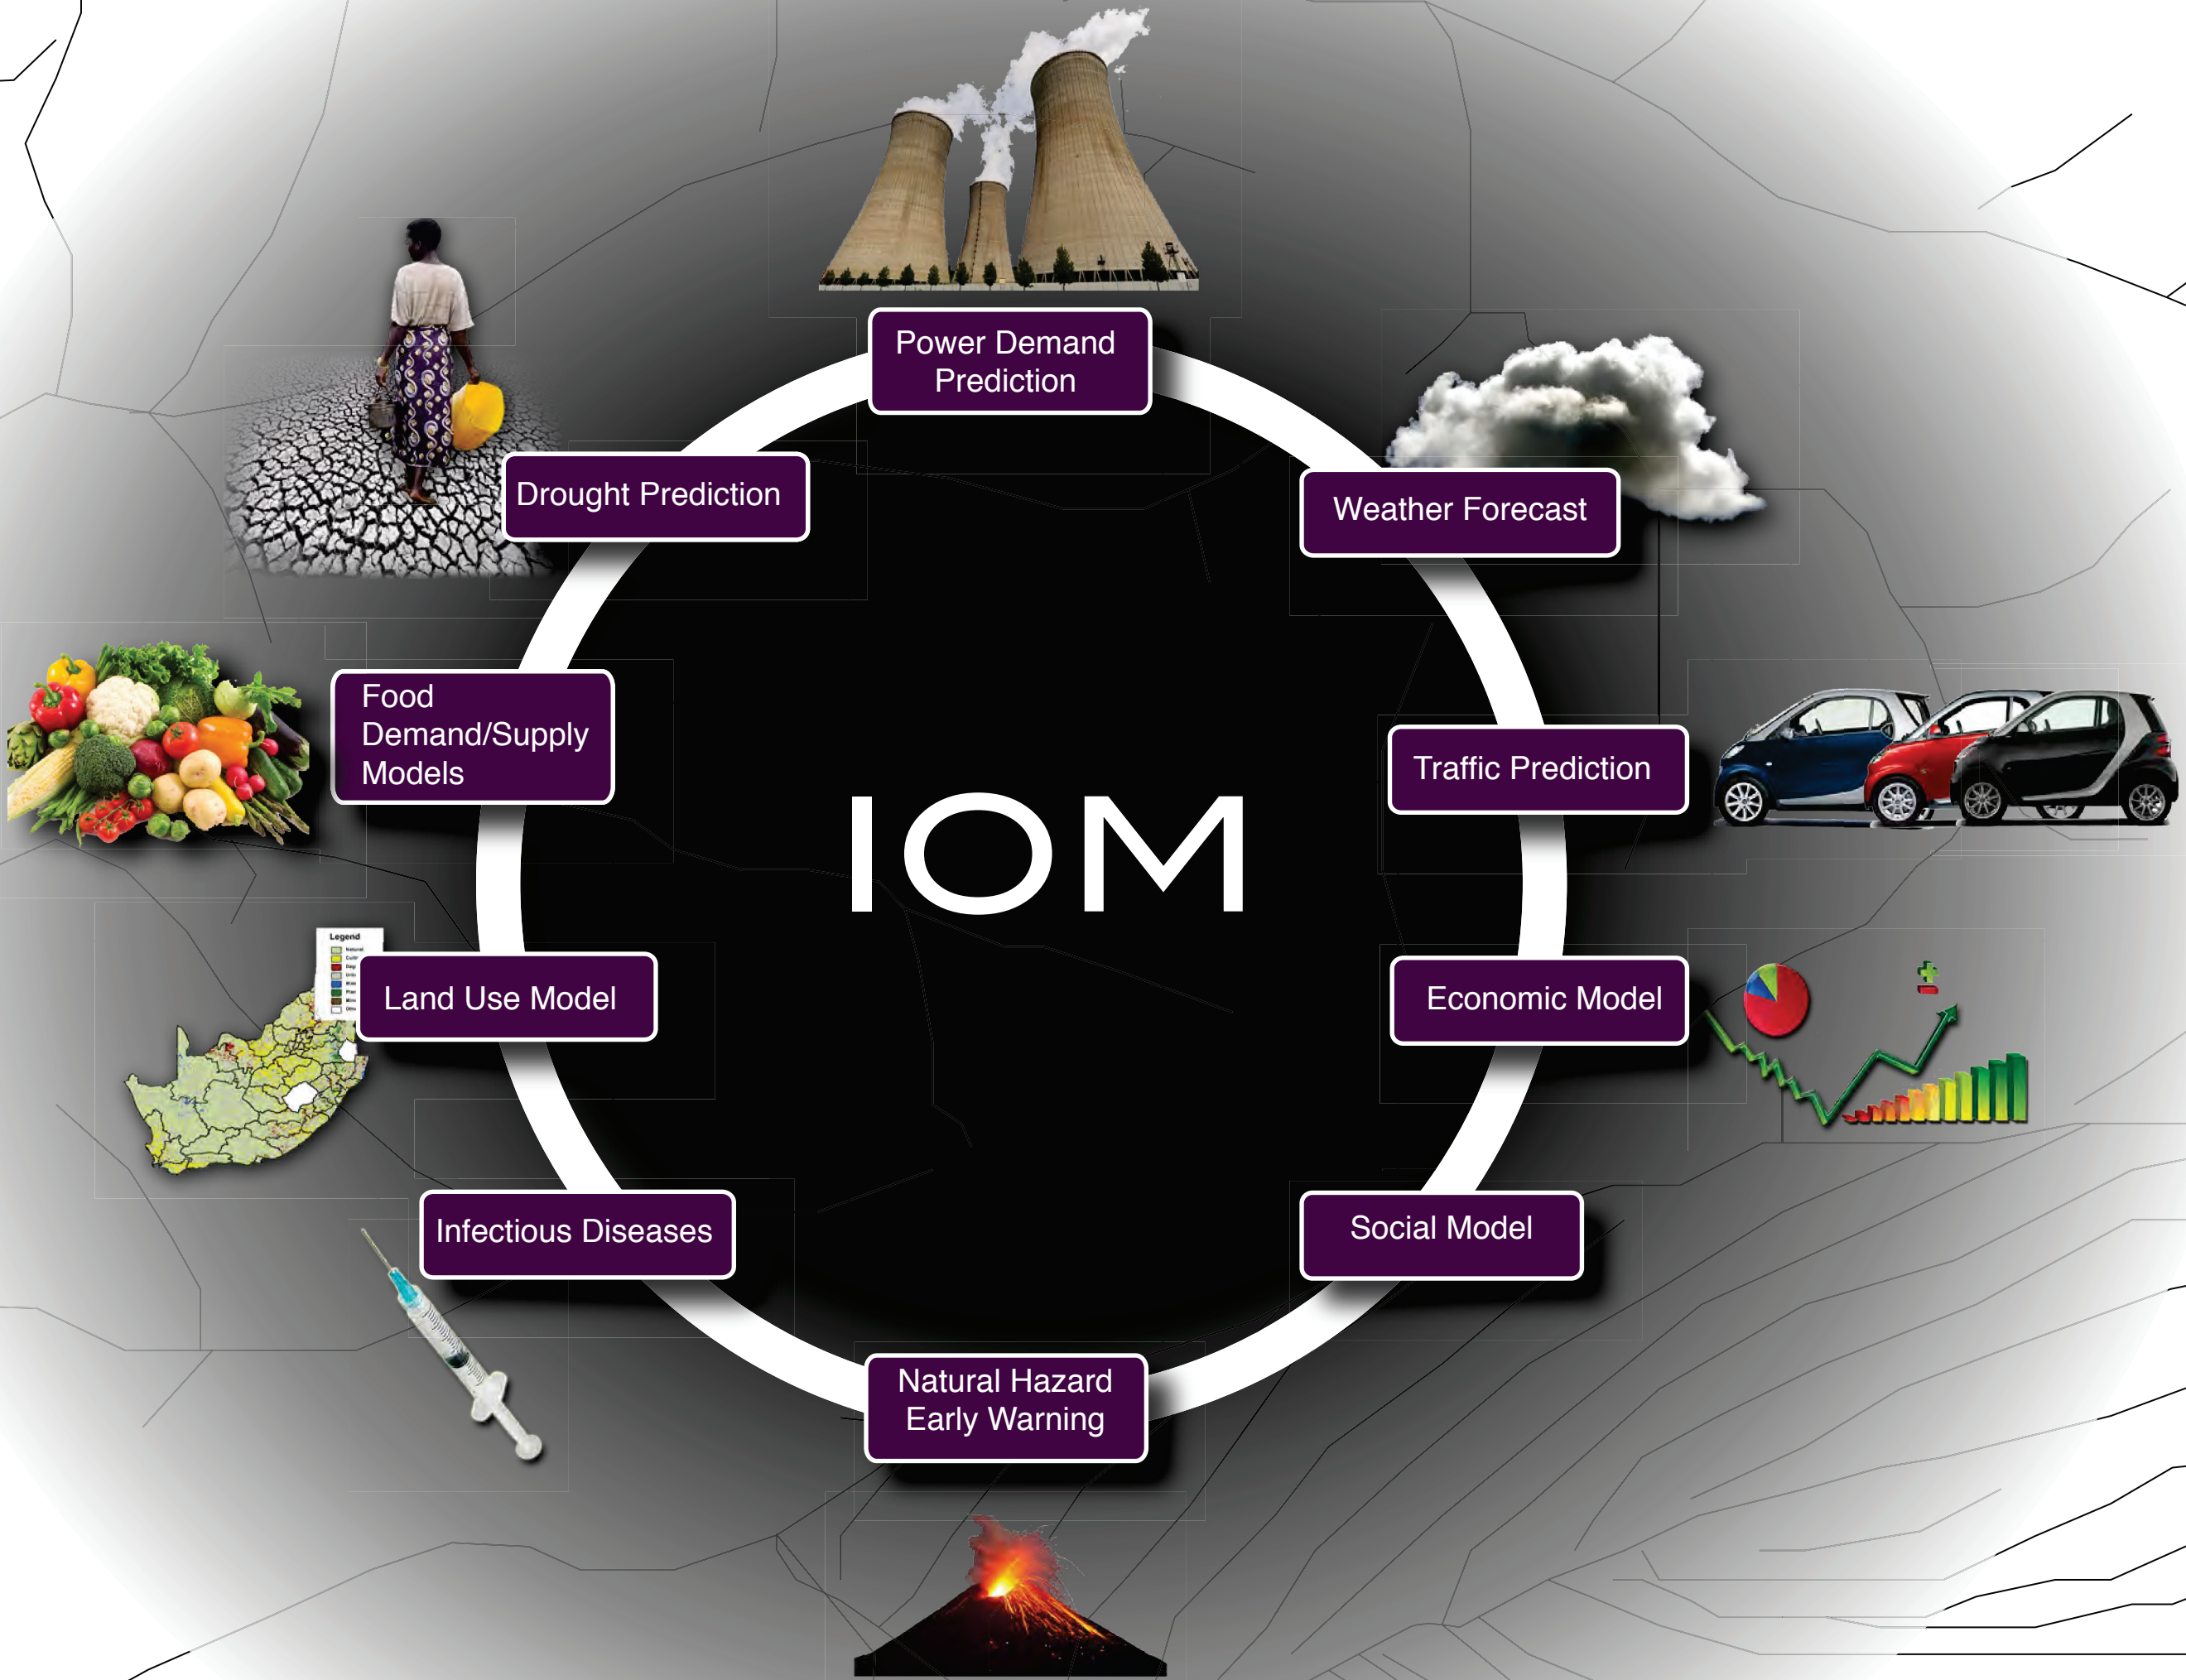 Power Demand
Prediction
Drought Prediction
Weather Forecast
Food
Demand/Supply
Models
Traffic Prediction
IOM
Legend
Natural
Land Use Model
Economic Model
Infectious Diseases
Social Model
Natural Hazard
Early Warning